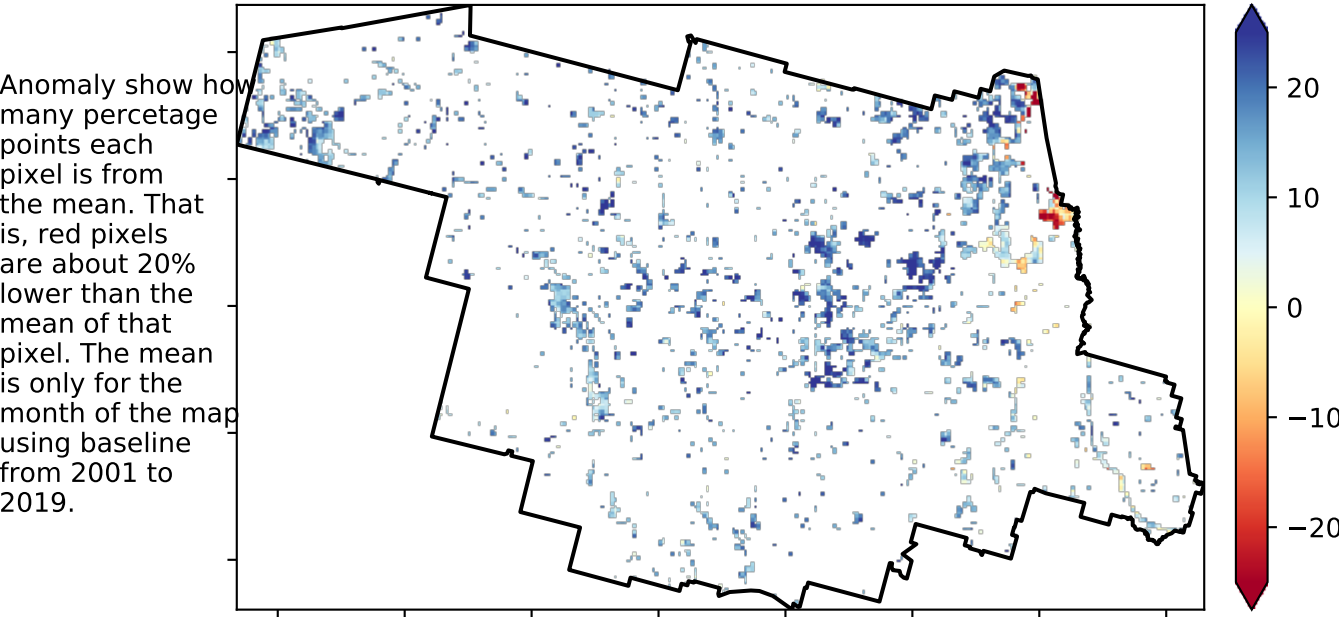 Anomaly show how
many percetage
points each
pixel is from
the mean. That
is, red pixels
are about 20%
lower than the
mean of that
pixel. The mean
is only for the
month of the map
using baseline
from 2001 to
2019.
20
10
0
−10
−20